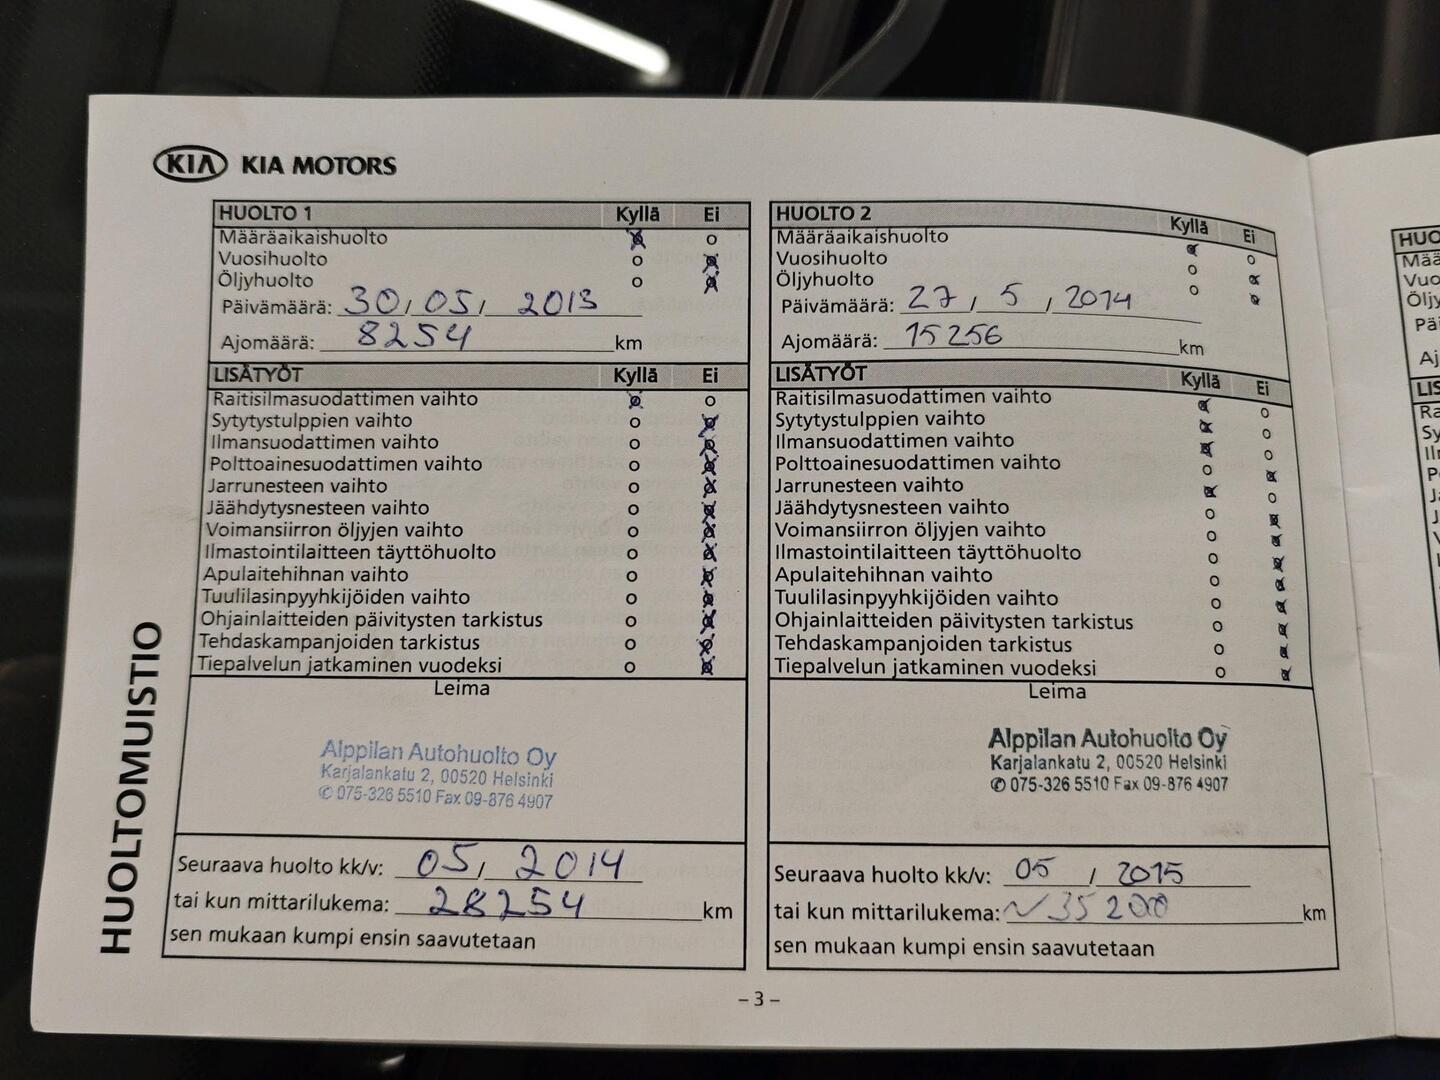 KIA KIA MOTORS
HUOLTO 1 Kyllä Ei
Määräaikaishuolto o o
Vuosihuolto o o
Öljyhuolto o o
Päivämäärä: 30/05/ 2013
Ajomäärä: 8254 km
LISÄTYÖT Kyllä Ei
Raitisilmasuodattimen vaihto o o
Sytytystulppien vaihto o o
Ilmansuodattimen vaihto o o
Polttoainesuodattimen vaihto o o
Jarrunesteen vaihto o o
Jäähdytysnesteen vaihto o o
Voimansiirron öljyjen vaihto o o
Ilmastointilaitteen täyttöhuolto o o
Apulaitehihnan vaihto o o
Tuulilasinpyyhkijöiden vaihto o o
Ohjainlaitteiden päivitysten tarkistus o o
Tehdaskampanjoiden tarkistus o o
Tiepalvelun jatkaminen vuodeksi o o
Leima
Alppilan Autohuolto Oy
Karjalankatu 2, 00520 Helsinki
✆ 075-326 5510 Fax 09-876 4907
Seuraava huolto kk/v: 05/ 2014
tai kun mittarilukema: 28254 km
sen mukaan kumpi ensin saavutetaan
HUOLTO 2 Kyllä Ei
Määräaikaishuolto o o
Vuosihuolto o o
Öljyhuolto o o
Päivämäärä: 27/ 5 / 2014
Ajomäärä: 15256 km
LISÄTYÖT Kyllä Ei
Raitisilmasuodattimen vaihto o o
Sytytystulppien vaihto o o
Ilmansuodattimen vaihto o o
Polttoainesuodattimen vaihto o o
Jarrunesteen vaihto o o
Jäähdytysnesteen vaihto o o
Voimansiirron öljyjen vaihto o o
Ilmastointilaitteen täyttöhuolto o o
Apulaitehihnan vaihto o o
Tuulilasinpyyhkijöiden vaihto o o
Ohjainlaitteiden päivitysten tarkistus o o
Tehdaskampanjoiden tarkistus o o
Tiepalvelun jatkaminen vuodeksi o o
Leima
Alppilan Autohuolto Oy
Karjalankatu 2, 00520 Helsinki
✆ 075-326 5510 Fax 09-876 4907
Seuraava huolto kk/v: 05 / 2015
tai kun mittarilukema: ~35200 km
sen mukaan kumpi ensin saavutetaan
HUOLTOMUISTIO
– 3 –